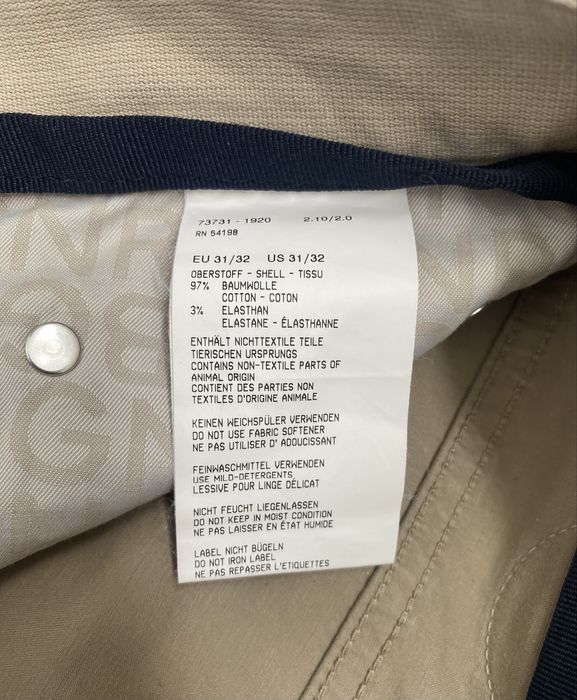 73731 - 1920 2.10/2.0
RN 54198
EU 31/32 US 31/32
OBERSTOFF - SHELL - TISSU
97% BAUMWOLLE
COTTON - COTON
3% ELASTHAN
ELASTANE - ÉLASTHANNE
ENTHÄLT NICHTTEXTILE TEILE
TIERISCHEN URSPRUNGS
CONTAINS NON-TEXTILE PARTS OF
ANIMAL ORIGIN
CONTIENT DES PARTIES NON
TEXTILES D'ORIGINE ANIMALE
KEINEN WEICHSPÜLER VERWENDEN
DO NOT USE FABRIC SOFTENER
NE PAS UTILISER D' ADOUCISSANT
FEINWASCHMITTEL VERWENDEN
USE MILD-DETERGENTS
LESSIVE POUR LINGE DÉLICAT
NICHT FEUCHT LIEGENLASSEN
DO NOT KEEP IN MOIST CONDITION
NE PAS LAISSER EN ÉTAT HUMIDE
LABEL NICHT BÜGELN
DO NOT IRON LABEL
NE PAS REPASSER L'ETIQUETTES